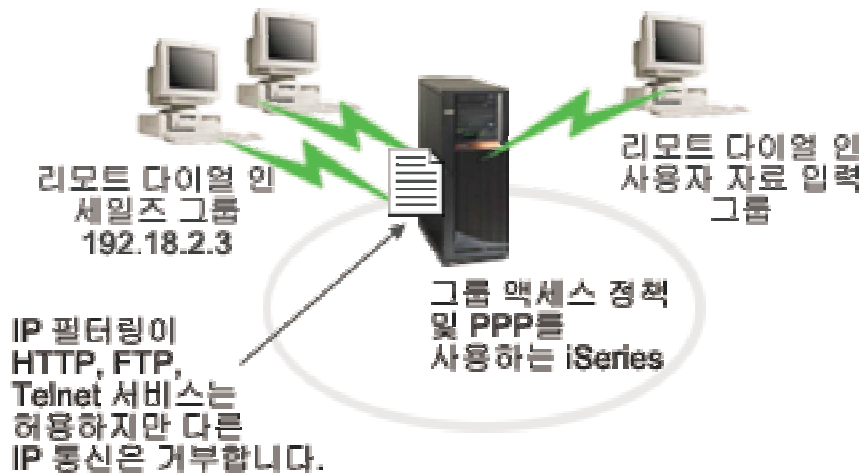 리모트 다이얼 인
세일즈 그룹
192.18.2.3
리모트 다이얼 인
사용자 자료 입력
그룹
그룹 액세스 정책
및 PPP를
사용하는 iSeries
IP 필터링이
HTTP, FTP,
Telnet 서비스는
허용하지만 다른
IP 통신은 거부합니다.